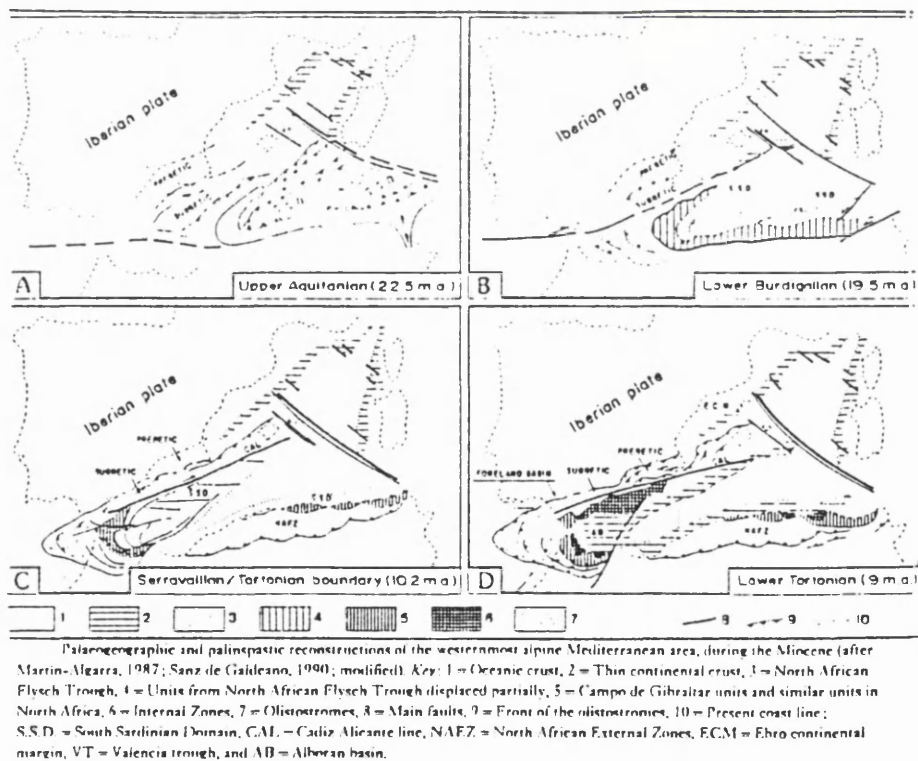 Iberian plate
PREBETIC
SUBBETIC
A
Upper Aquitanian (22.5 m.a.)
Iberian plate
PREBETIC
SUBBETIC
S S D
S S D
B
Lower Burdigilian (19.5 m.a.)
Iberian plate
PREBETIC
SUBBETIC
CAL
S S D
S S D
NAEZ
C
Serravallian/Tortonian boundary (10.2 m.a.)
Iberian plate
E C M
PREBETIC
SUBBETIC
FORELAND BASIN
CAL
AB
NAEZ
D
Lower Tortonian (9 m.a.)
1 2 3 4 5 6 7 8 9 10
Palaeogeographic and palinspastic reconstructions of the westernmost alpine Mediterranean area, during the Miocene (after
Martin-Algarra, 1987; Sanz de Galdeano, 1990; modified). Key: 1 = Oceanic crust, 2 = Thin continental crust, 3 = North African
Flysch Trough, 4 = Units from North African Flysch Trough displaced partially, 5 = Campo de Gibraltar units and similar units in
North Africa, 6 = Internal Zones, 7 = Olistostromes, 8 = Main faults, 9 = Front of the olistostromes, 10 = Present coast line;
S.S.D. = South Sardinian Domain, CAL = Cadiz Alicante line, NAEZ = North African External Zones, ECM = Ebro continental
margin, VT = Valencia trough, and AB = Alboran basin.